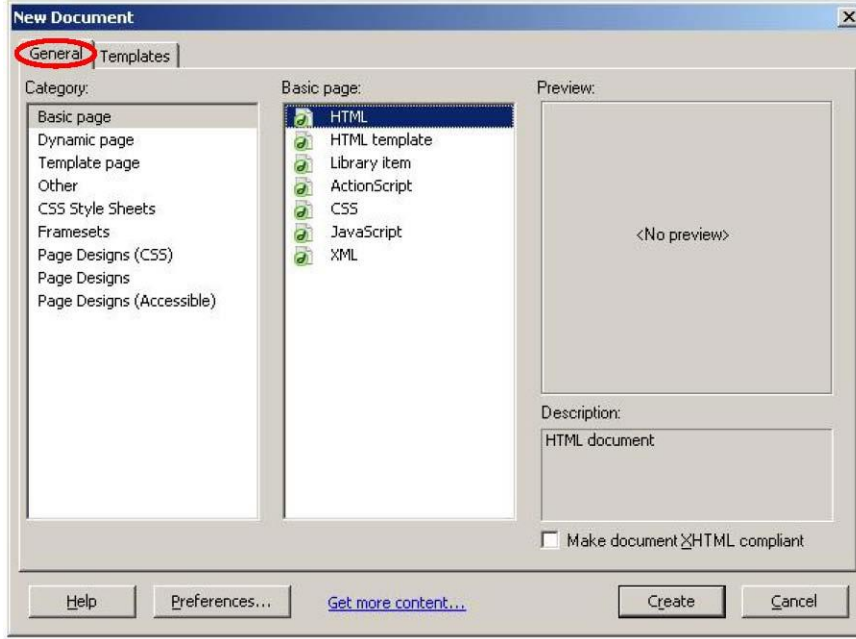 New Document
General Templates
Category:
Basic page
Dynamic page
Template page
Other
CSS Style Sheets
Framesets
Page Designs (CSS)
Page Designs
Page Designs (Accessible)
Basic page:
HTML
HTML template
Library item
ActionScript
CSS
JavaScript
XML
Preview:
<No preview>
Description:
HTML document
Make document XHTML compliant
Help Preferences... Get more content... Create Cancel